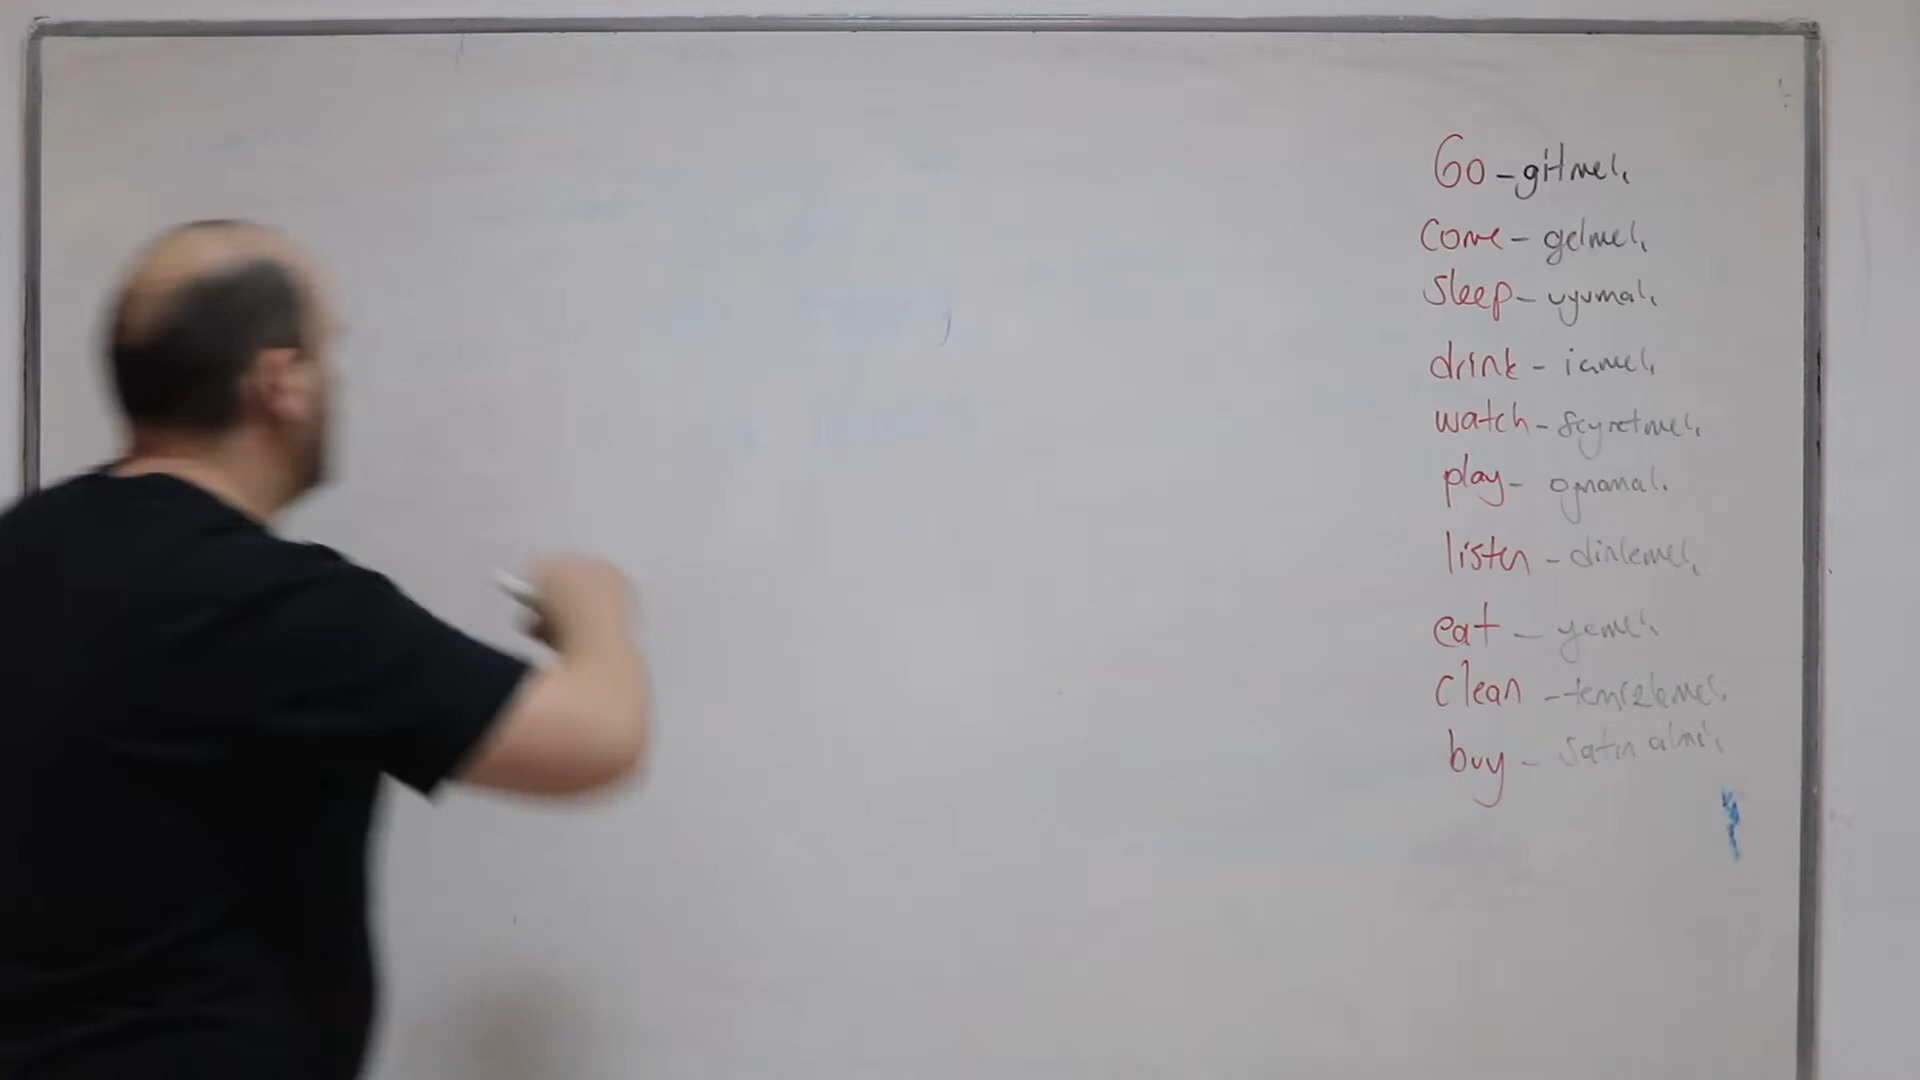 Go - gitmek
Come - gelmek
Sleep - uyumak
drink - içmek
watch - seyretmek
play - oynamak
listen - dinlemek
eat - yemek
clean - temizlemek
buy - satın almak